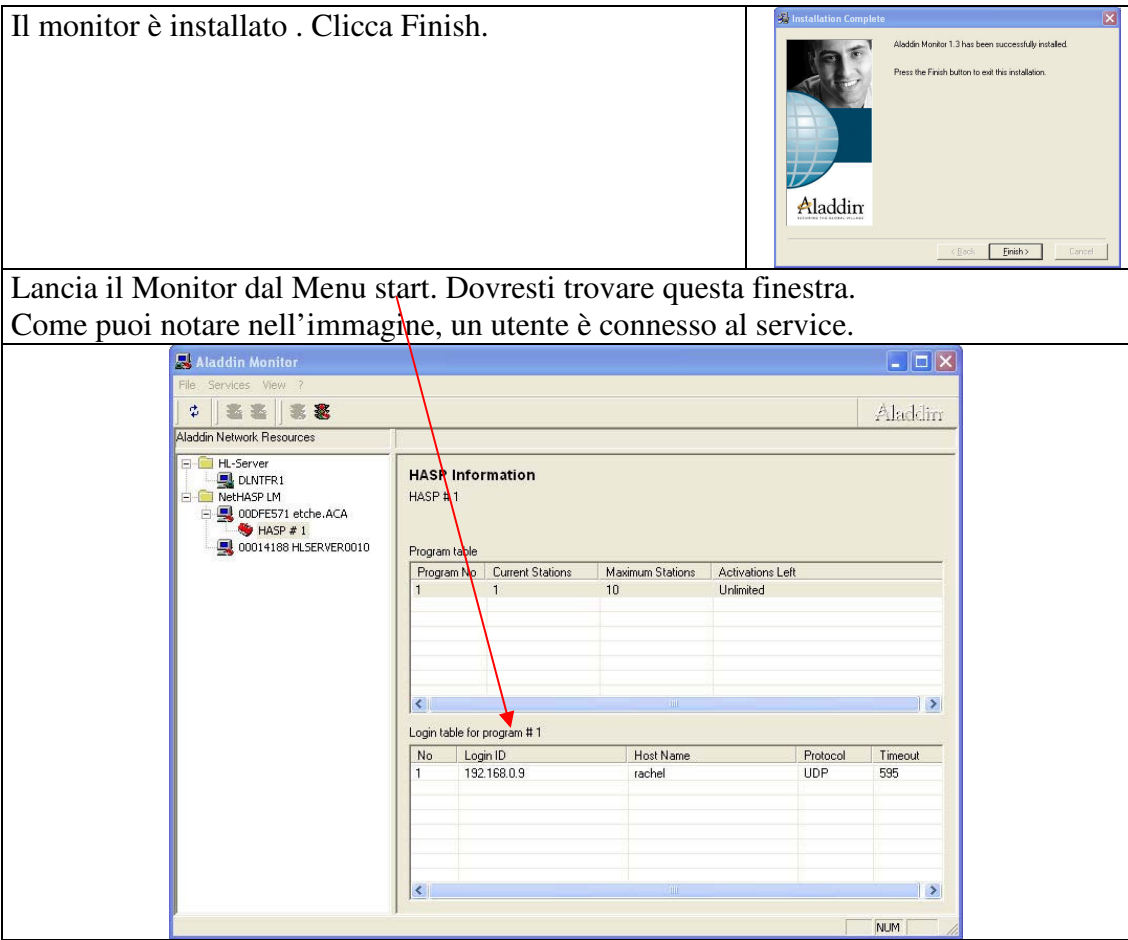 Il monitor è installato . Clicca Finish.
Installation Complete
Aladdin Monitor 1.3 has been successfully installed.
Press the Finish button to exit this installation.
Aladdin
SECURING THE GLOBAL VILLAGE
< Back
Finish >
Cancel
Lancia il Monitor dal Menu start. Dovresti trovare questa finestra.
Come puoi notare nell’immagine, un utente è connesso al service.
Aladdin Monitor
File Services View ?
Aladdin
Aladdin Network Resources
HL-Server
DLNTFR1
NetHASP LM
00DFE571 etche.ACA
HASP # 1
00014188 HLSERVER0010
HASP Information
HASP # 1
Program table
Program No Current Stations Maximum Stations Activations Left
1 1 10 Unlimited
Login table for program # 1
No Login ID Host Name Protocol Timeout
1 192.168.0.9 rachel UDP 595
NUM